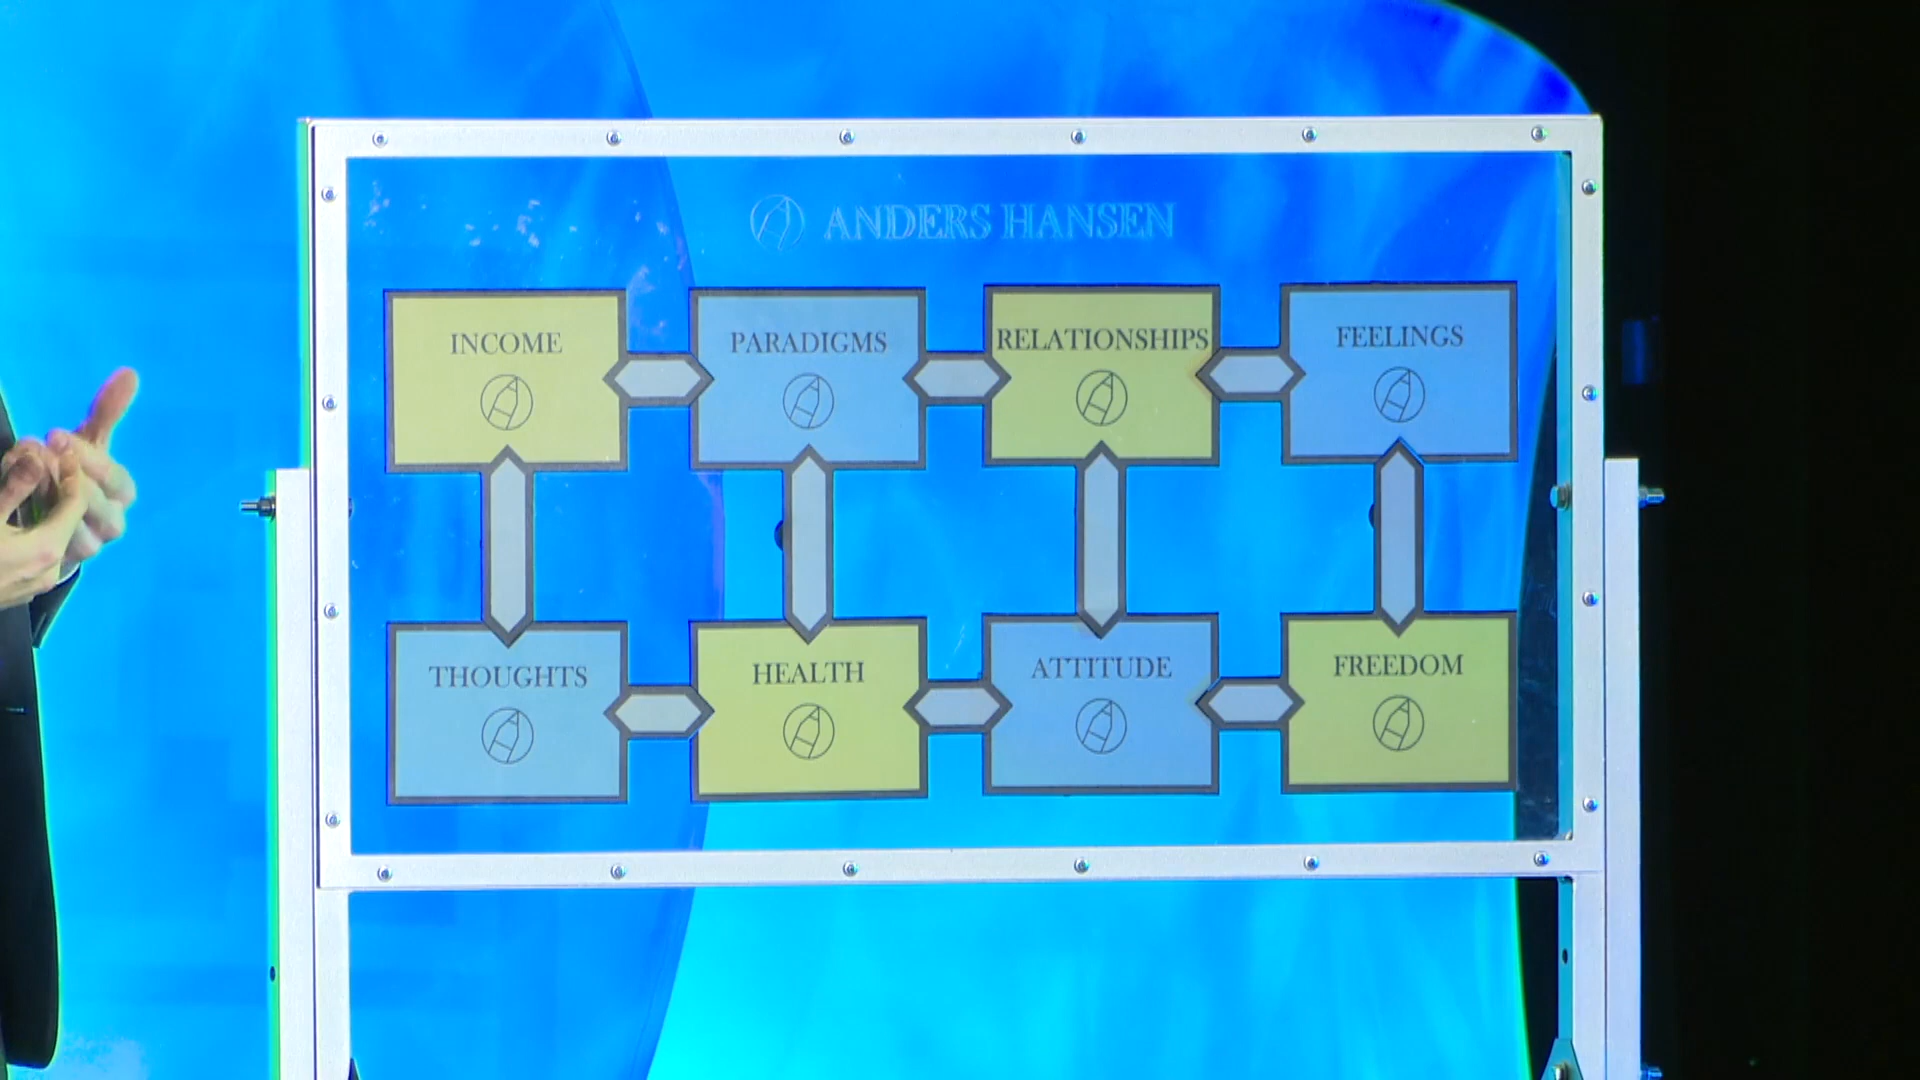 ANDERS HANSEN
INCOME
PARADIGMS
RELATIONSHIPS
FEELINGS
THOUGHTS
HEALTH
ATTITUDE
FREEDOM